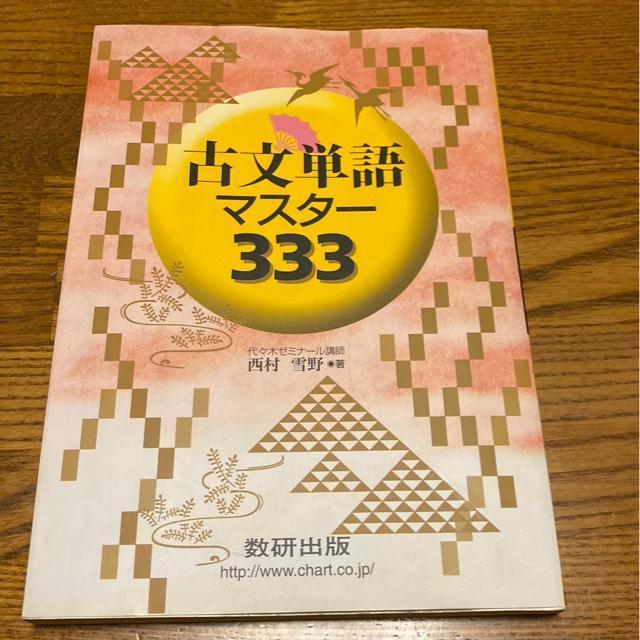 古文単語
マスター
333
代々木ゼミナール講師
西村 雪野◉著
数研出版
http://www.chart.co.jp/